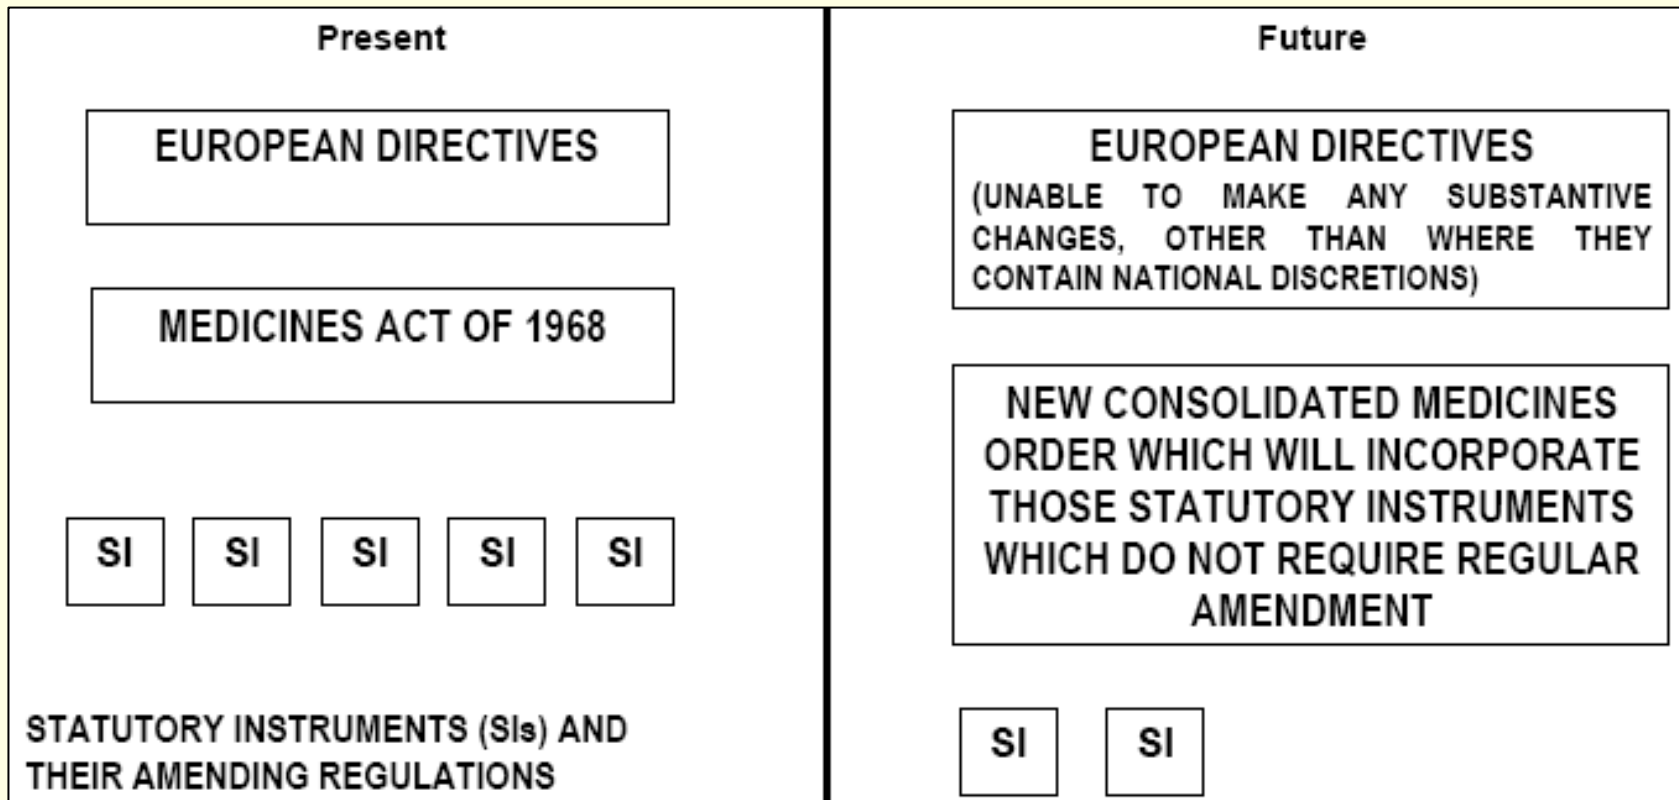 Present
EUROPEAN DIRECTIVES
MEDICINES ACT OF 1968
SI SI SI SI SI
STATUTORY INSTRUMENTS (SIs) AND
THEIR AMENDING REGULATIONS
Future
EUROPEAN DIRECTIVES
(UNABLE TO MAKE ANY SUBSTANTIVE
CHANGES, OTHER THAN WHERE THEY
CONTAIN NATIONAL DISCRETIONS)
NEW CONSOLIDATED MEDICINES
ORDER WHICH WILL INCORPORATE
THOSE STATUTORY INSTRUMENTS
WHICH DO NOT REQUIRE REGULAR
AMENDMENT
SI SI